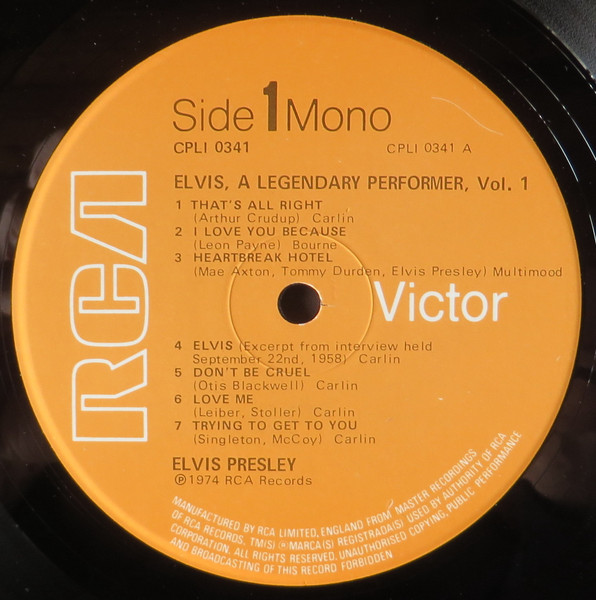 Side 1 Mono
CPLI 0341 CPLI 0341 A
ELVIS, A LEGENDARY PERFORMER, Vol. 1
1 THAT'S ALL RIGHT
(Arthur Crudup) Carlin
2 I LOVE YOU BECAUSE
(Leon Payne) Bourne
3 HEARTBREAK HOTEL
(Mae Axton, Tommy Durden, Elvis Presley) Multimood
RCA Victor
4 ELVIS (Excerpt from interview held
September 22nd, 1958) Carlin
5 DON'T BE CRUEL
(Otis Blackwell) Carlin
6 LOVE ME
(Leiber, Stoller) Carlin
7 TRYING TO GET TO YOU
(Singleton, McCoy) Carlin
ELVIS PRESLEY
℗1974 RCA Records
MANUFACTURED BY RCA LIMITED, ENGLAND FROM MASTER RECORDINGS
OF RCA RECORDS. TM(S) ® MARCA(S) REGISTRADA(S) USED BY AUTHORITY OF RCA
CORPORATION. ALL RIGHTS RESERVED. UNAUTHORISED COPYING, PUBLIC PERFORMANCE
AND BROADCASTING OF THIS RECORD FORBIDDEN